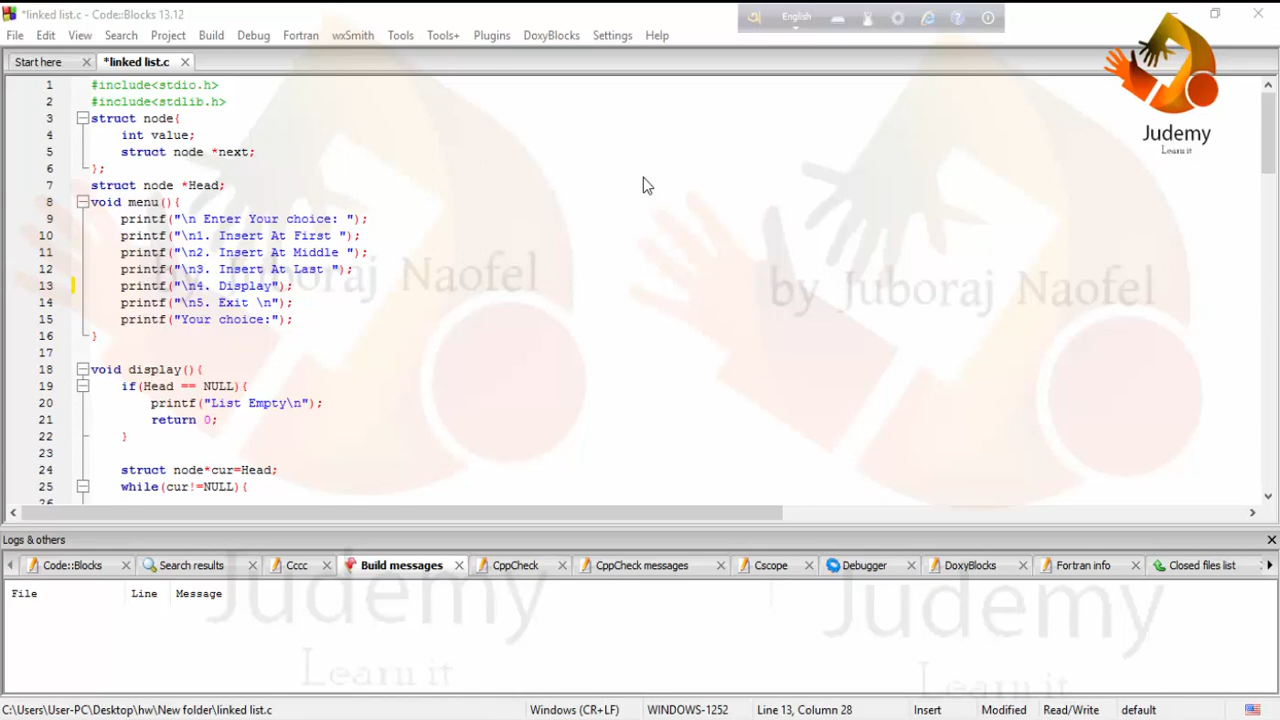 *linked list.c - Code::Blocks 13.12
English
File Edit View Search Project Build Debug Fortran wxSmith Tools Tools+ Plugins DoxyBlocks Settings Help
Start here *linked list.c
Judemy
Learn it
1 #include<stdio.h>
2 #include<stdlib.h>
3 struct node{
4 int value;
5 struct node *next;
6 };
7 struct node *Head;
8 void menu(){
9 printf("\n Enter Your choice: ");
10 printf("\n1. Insert At First ");
11 printf("\n2. Insert At Middle ");
12 printf("\n3. Insert At Last ");
13 printf("\n4. Display");
14 printf("\n5. Exit \n");
15 printf("Your choice:");
16 }
17
18 void display(){
19 if(Head == NULL){
20 printf("List Empty\n");
21 return 0;
22 }
23
24 struct node*cur=Head;
25 while(cur!=NULL){
26
by Juboraj Naofel
by Juboraj Naofel
Logs & others
Code::Blocks Search results Cccc Build messages CppCheck CppCheck messages Cscope Debugger DoxyBlocks Fortran info Closed files list
File Line Message
Judemy
Learn it
Judemy
Learn it
C:\Users\User-PC\Desktop\hw\New folder\linked list.c Windows (CR+LF) WINDOWS-1252 Line 13, Column 28 Insert Modified Read/Write default